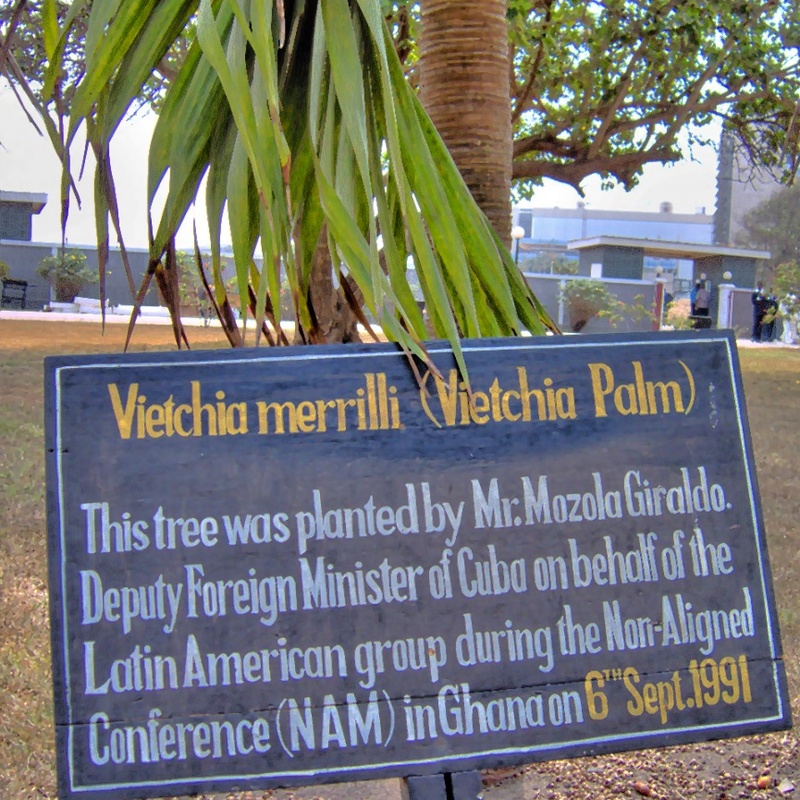 Vietchia merrilli (Vietchia Palm)
This tree was planted by Mr. Mozola Giraldo.
Deputy Foreign Minister of Cuba on behalf of the
Latin American group during the Non-Aligned
Conference (NAM) in Ghana on 6TH Sept. 1991